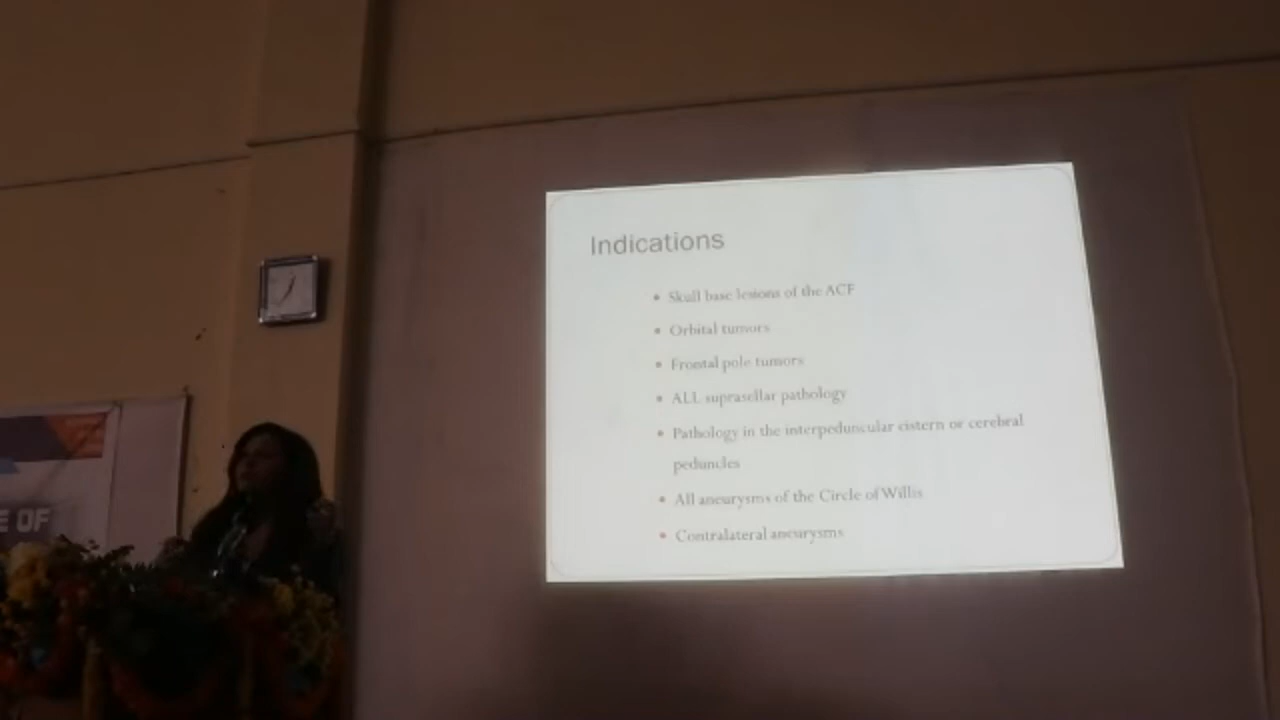 E OF
Indications
• Skull base lesions of the ACF
• Orbital tumors
• Frontal pole tumors
• ALL suprasellar pathology
• Pathology in the interpeduncular cistern or cerebral
peduncles
• All aneurysms of the Circle of Willis
• Contralateral aneurysms